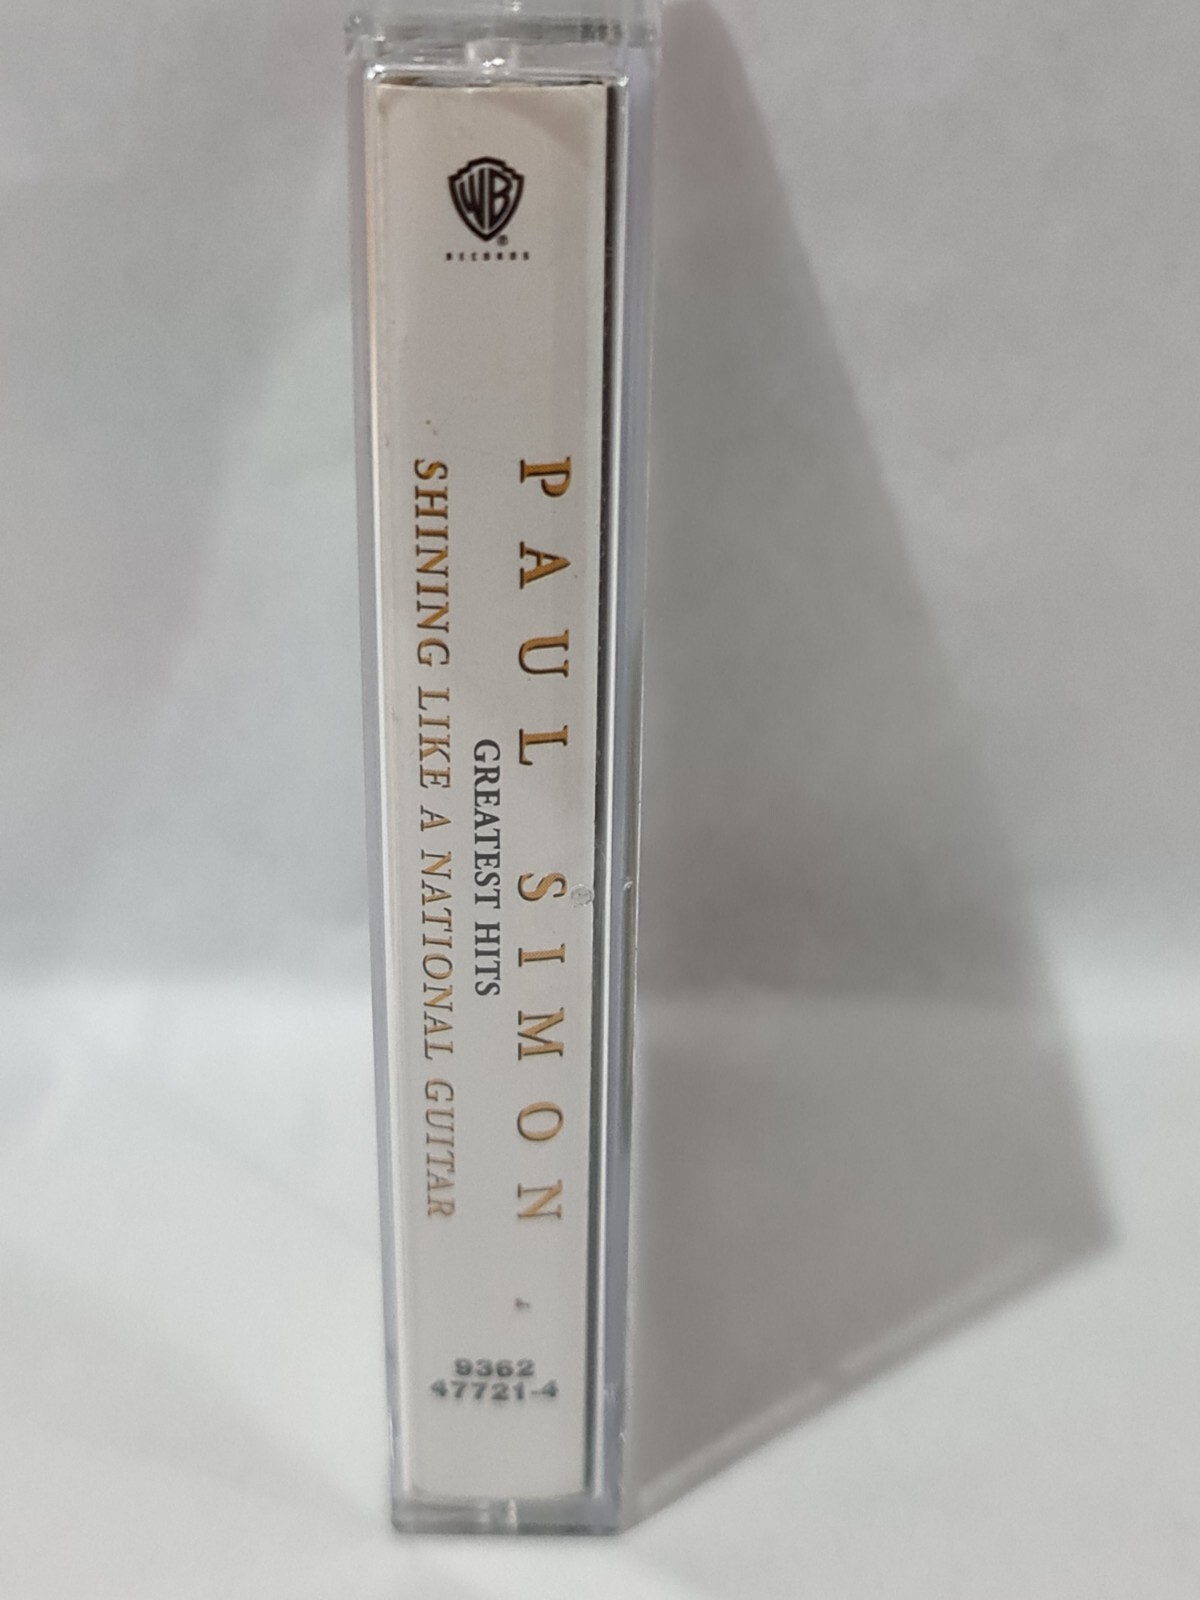 WB
®
RECORDS
PAUL SIMON
GREATEST HITS
SHINING LIKE A NATIONAL GUITAR
9362
47721-4